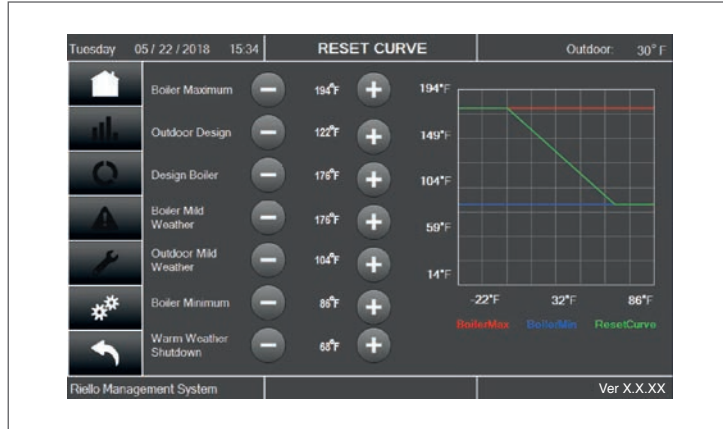 Tuesday 05 / 22 / 2018 15:34 RESET CURVE Outdoor: 30° F
Boiler Maximum 194°F
Outdoor Design 122°F
Design Boiler 176°F
Boiler Mild
Weather 176°F
Outdoor Mild
Weather 104°F
Boiler Minimum 86°F
Warm Weather
Shutdown 68°F
194°F
149°F
104°F
59°F
14°F
-22°F 32°F 86°F
BoilerMax BoilerMin ResetCurve
Riello Management System Ver X.X.XX